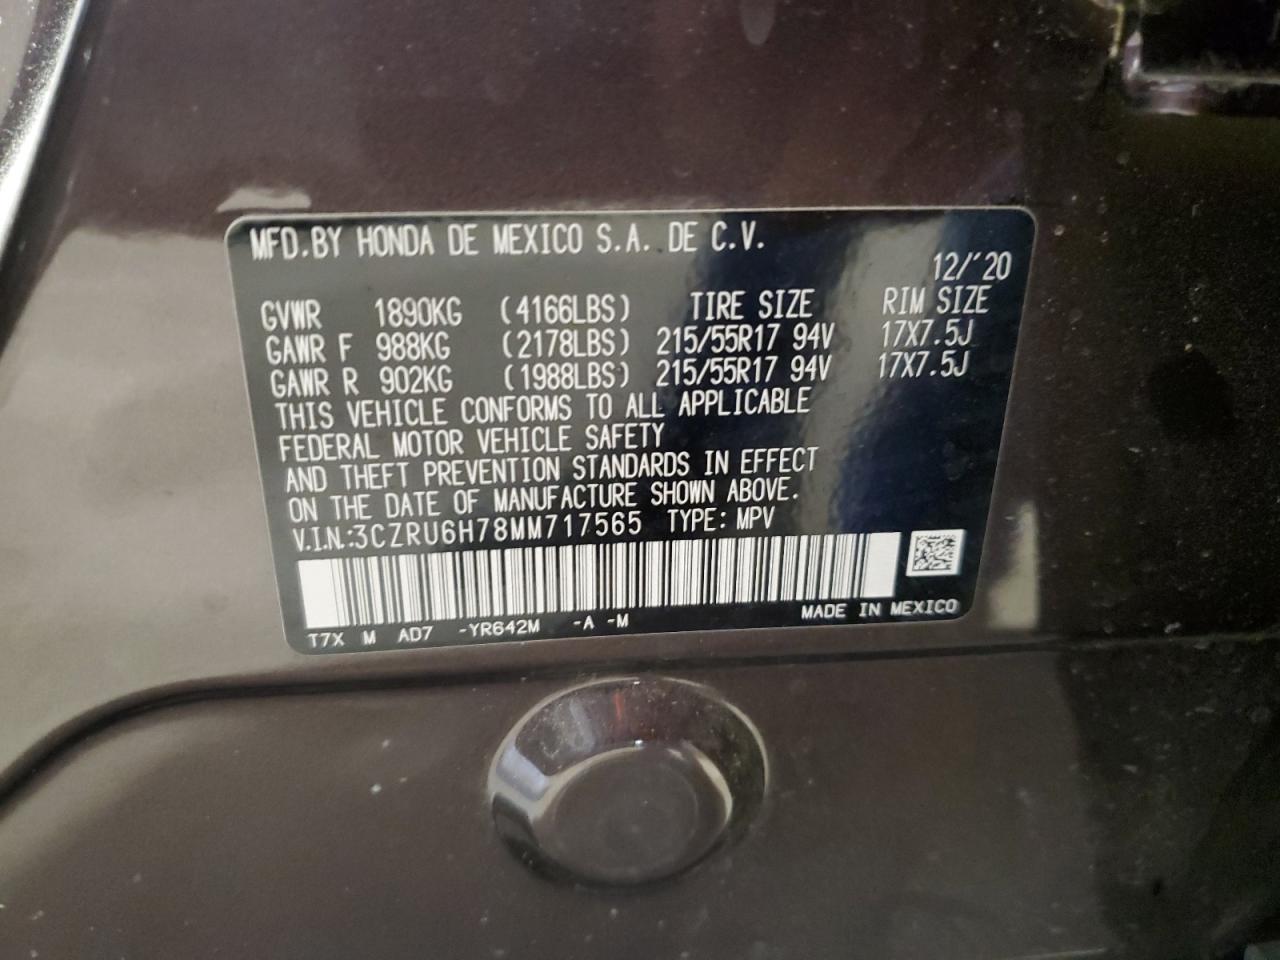 MFD. BY HONDA DE MEXICO S.A. DE C.V.
12/'20
GVWR 1890KG (4166LBS) TIRE SIZE RIM SIZE
GAWR F 988KG (2178LBS) 215/55R17 94V 17X7.5J
GAWR R 902KG (1988LBS) 215/55R17 94V 17X7.5J
THIS VEHICLE CONFORMS TO ALL APPLICABLE
FEDERAL MOTOR VEHICLE SAFETY
AND THEFT PREVENTION STANDARDS IN EFFECT
ON THE DATE OF MANUFACTURE SHOWN ABOVE.
V.I.N.:3CZRU6H78MM717565 TYPE: MPV
MADE IN MEXICO
T7X M AD7 -YR642M -A -M